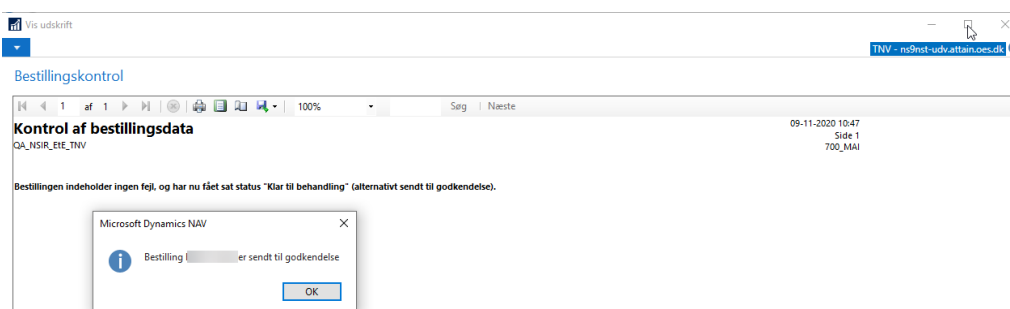 Vis udskrift
TNV - ns9nst-udv.attain.oes.dk
Bestillingskontrol
1 af 1 100% Søg Næste
Kontrol af bestillingsdata
09-11-2020 10:47
QA_NSIR_EtE_TNV
Side 1
700_MAI
Bestillingen indeholder ingen fejl, og har nu fået sat status "Klar til behandling" (alternativt sendt til godkendelse).
Microsoft Dynamics NAV
Bestilling er sendt til godkendelse
OK